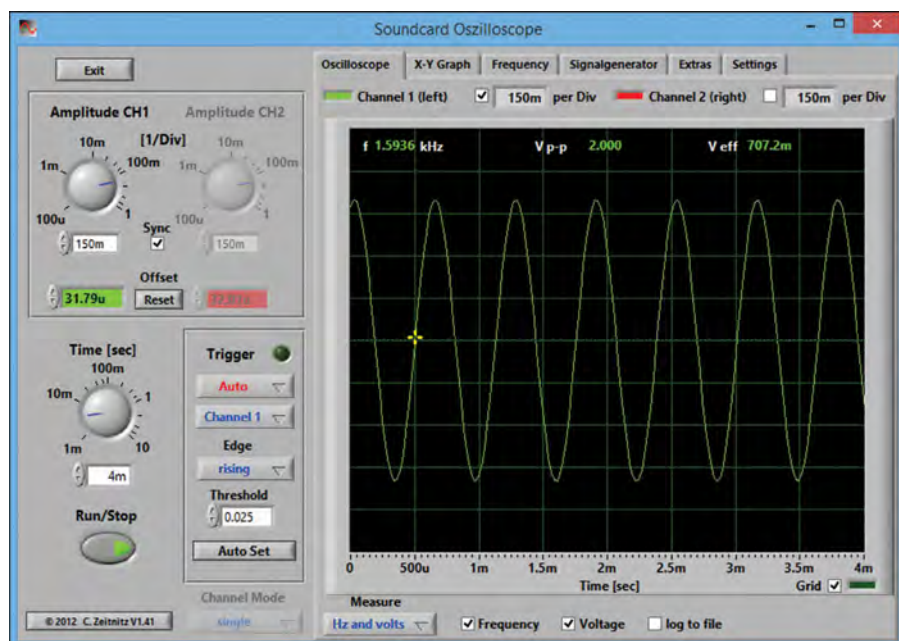 Soundcard Oszilloscope
Exit
Amplitude CH1 Amplitude CH2
[1/Div]
10m 10m
1m 100m 1m 100m
100u 1 100u 1
Sync
150m 150m
Offset
31.79u Reset
Time [sec]
100m
10m 1
1m 10
4m
Run/Stop
Trigger
Auto
Channel 1
Edge
rising
Threshold
0.025
Auto Set
Channel Mode
single
© 2012 C. Zeitnitz V1.41
Oscilloscope X-Y Graph Frequency Signalgenerator Extras Settings
Channel 1 (left) 150m per Div Channel 2 (right) 150m per Div
f 1.5936 kHz V p-p 2.000 V eff 707.2m
0 500u 1m 1.5m 2m 2.5m 3m 3.5m 4m
Time [sec] Grid
Measure
Hz and volts Frequency Voltage log to file